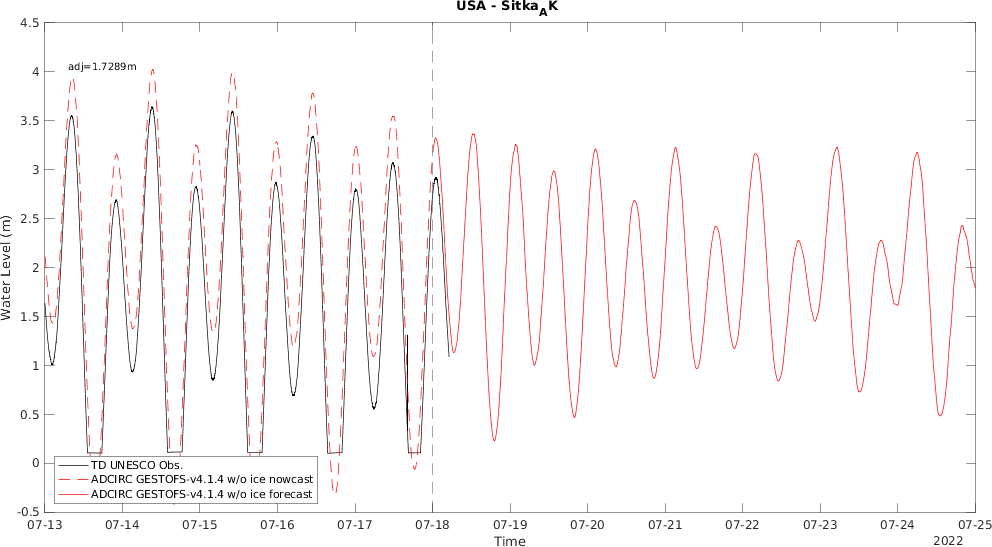 USA - Sitka_AK
adj=1.7289m
4.5
4
3.5
3
2.5
2
1.5
1
0.5
0
-0.5
Water Level (m)
TD UNESCO Obs.
ADCIRC GESTOFS-v4.1.4 w/o ice nowcast
ADCIRC GESTOFS-v4.1.4 w/o ice forecast
07-13 07-14 07-15 07-16 07-17 07-18 07-19 07-20 07-21 07-22 07-23 07-24 07-25
Time
2022